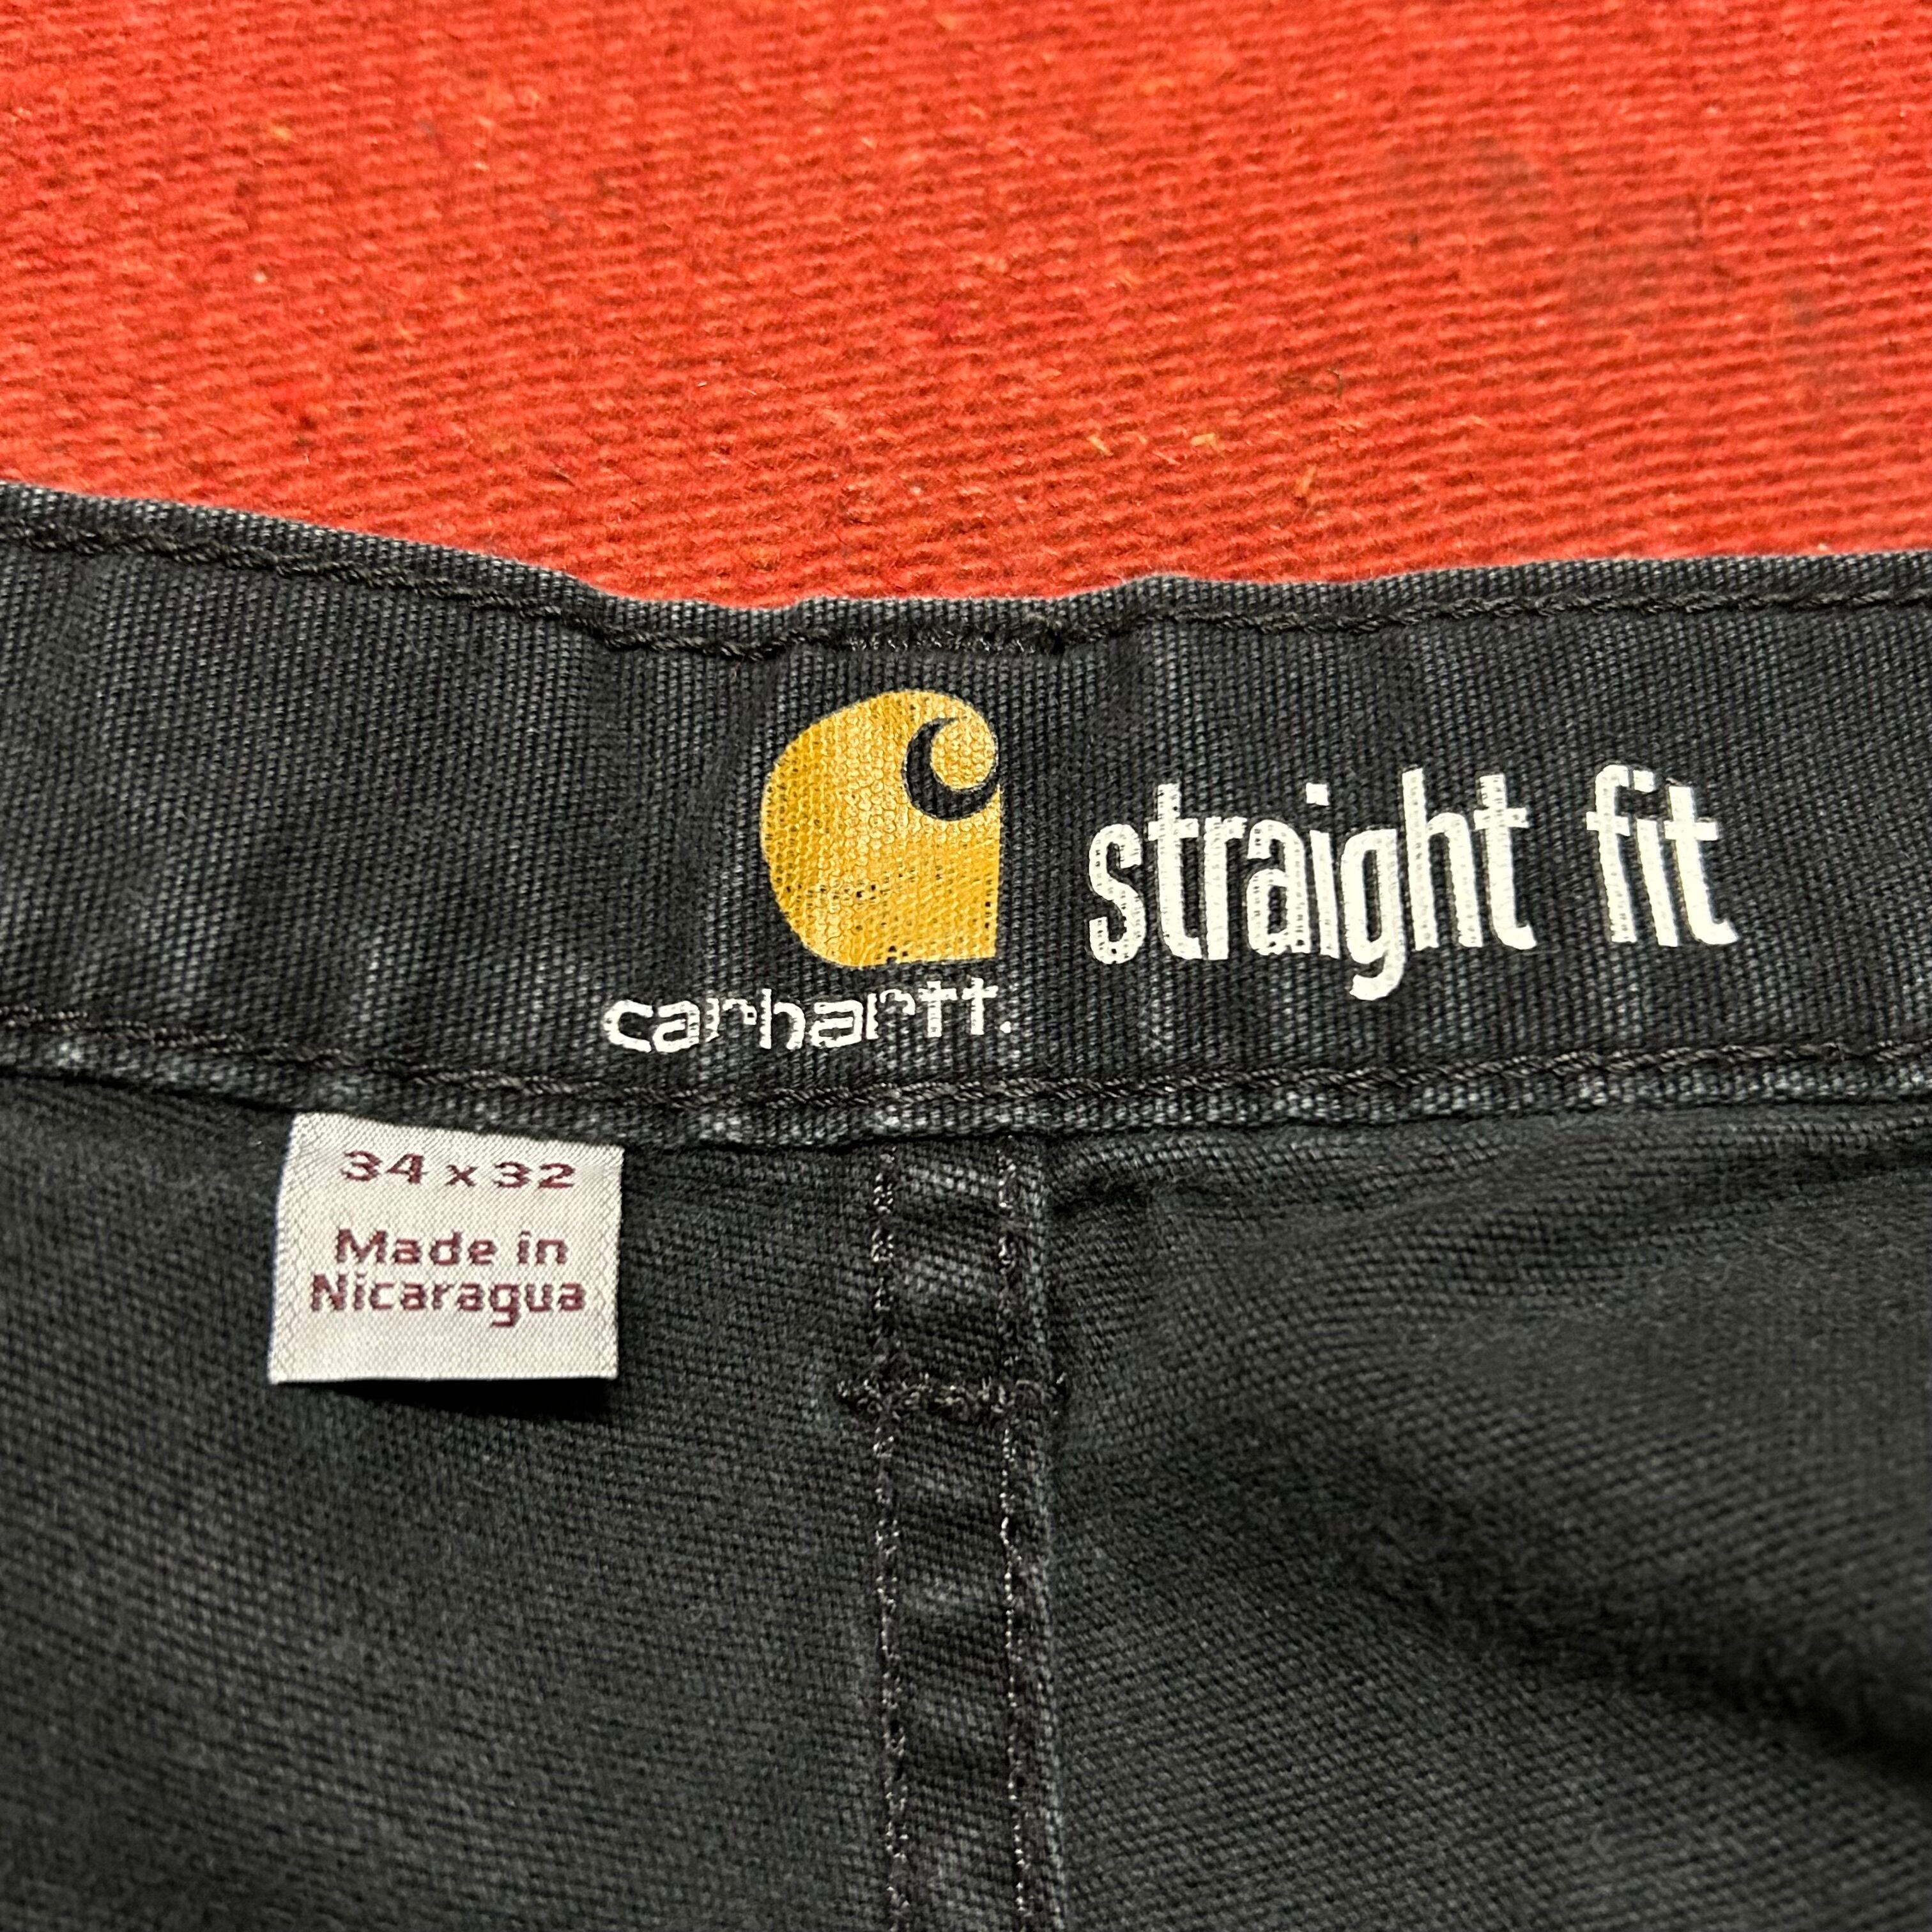 straight fit
carhartt.
34 x 32
Made in
Nicaragua